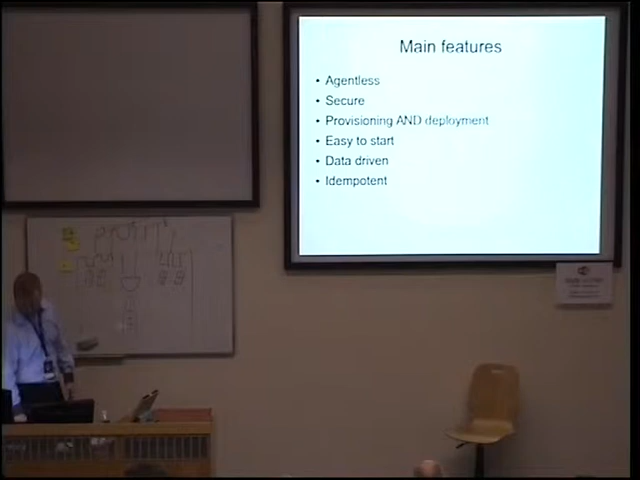 Main features
• Agentless
• Secure
• Provisioning AND deployment
• Easy to start
• Data driven
• Idempotent